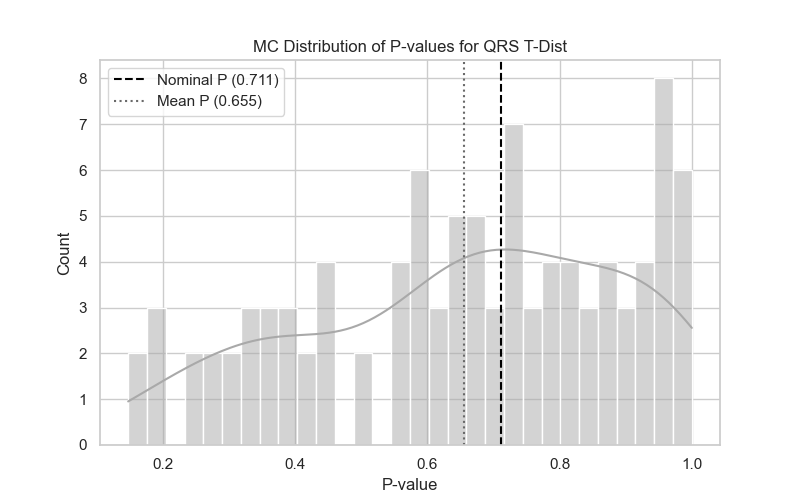 MC Distribution of P-values for QRS T-Dist
Nominal P (0.711)
Mean P (0.655)
Count
8
7
6
5
4
3
2
1
0
0.2 0.4 0.6 0.8 1.0
P-value